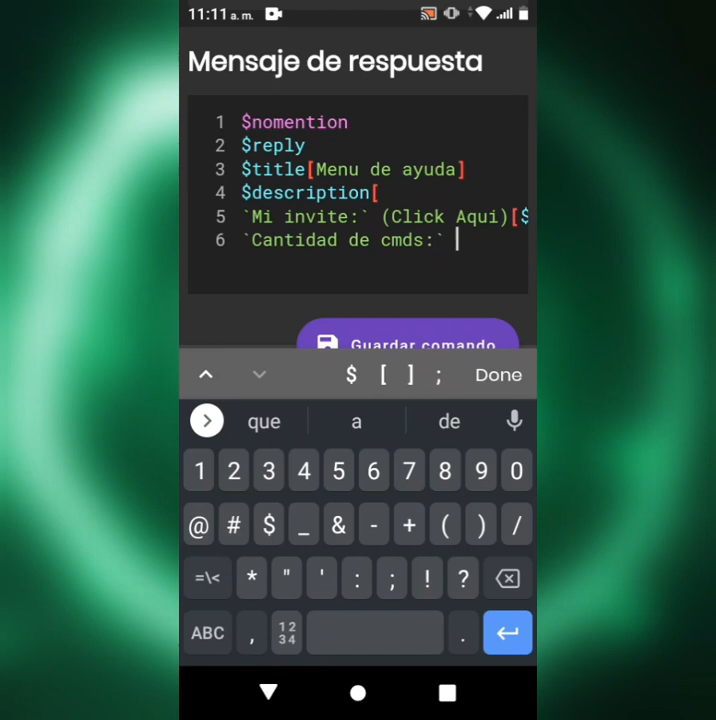 11:11 a. m.
Mensaje de respuesta
1 $nomention
2 $reply
3 $title[Menu de ayuda]
4 $description[
5 `Mi invite:` (Click Aqui)[$
6 `Cantidad de cmds:`
Guardar comando
$ [ ] ; Done
que a de
1 2 3 4 5 6 7 8 9 0
@ # $ _ & - + ( ) /
=\< * " ' : ; ! ?
ABC , 12 34 .